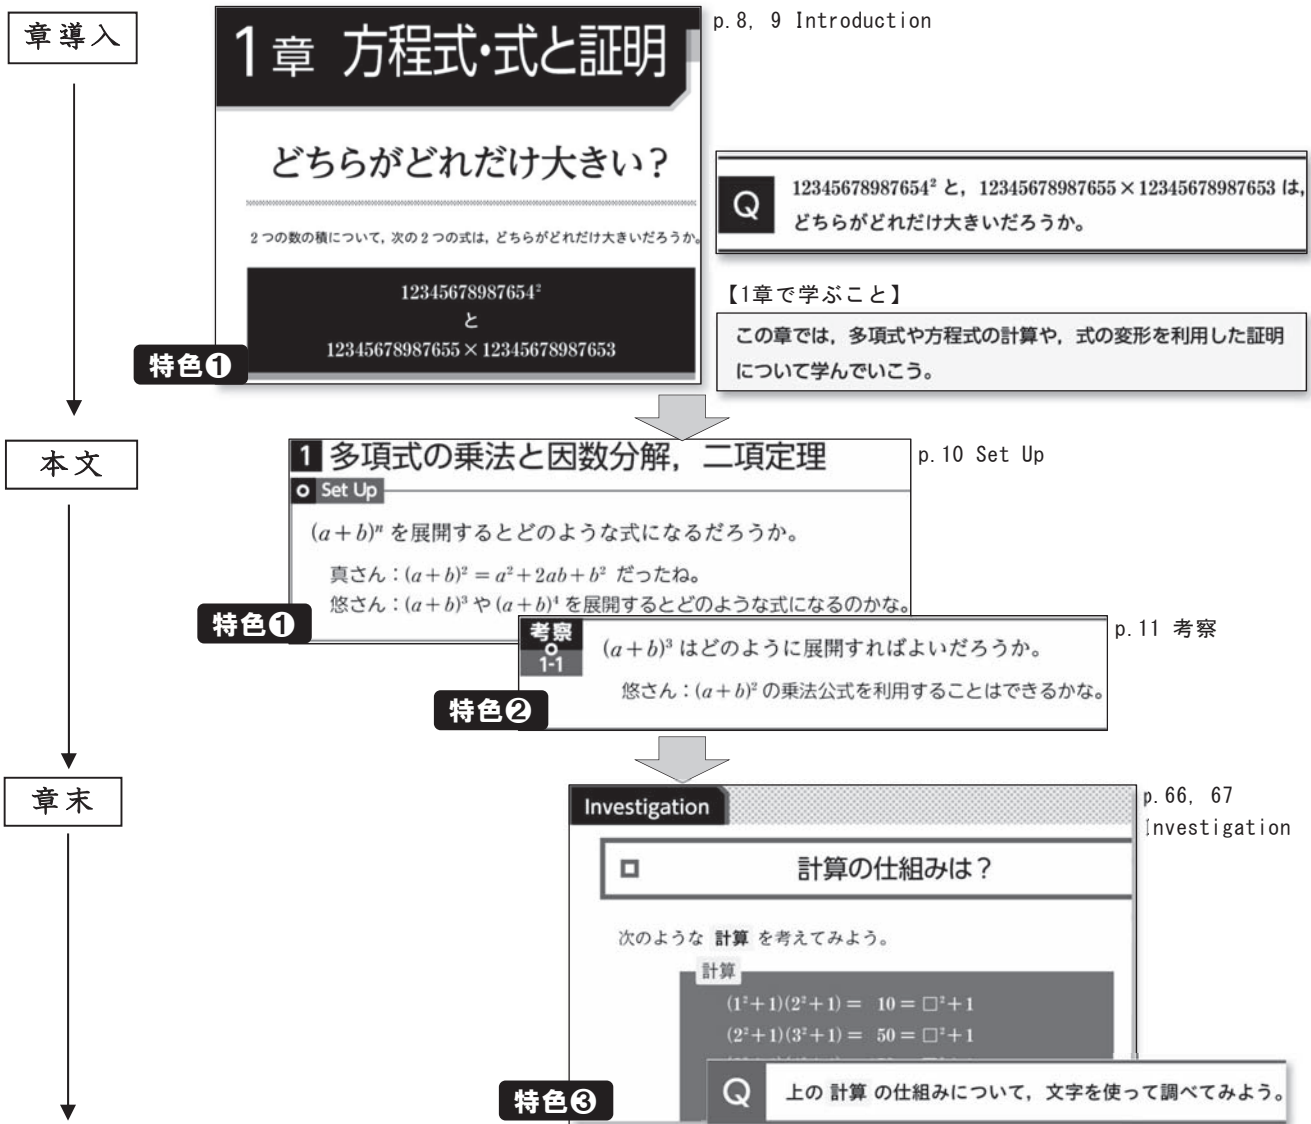 章導入
1章 方程式・式と証明
p.8, 9 Introduction
どちらがどれだけ大きい？
2つの数の積について，次の2つの式は，どちらがどれだけ大きいだろうか。
12345678987654²
と
12345678987655×12345678987653
特色❶
Q
12345678987654² と，12345678987655×12345678987653 は，
どちらがどれだけ大きいだろうか。
【1章で学ぶこと】
この章では，多項式や方程式の計算や，式の変形を利用した証明
について学んでいこう。
本文
1 多項式の乗法と因数分解，二項定理
p.10 Set Up
Set Up
(a+b)ⁿ を展開するとどのような式になるだろうか。
真さん：(a+b)² = a²+2ab+b² だったね。
悠さん：(a+b)³ や (a+b)⁴ を展開するとどのような式になるのかな。
特色❶
考察
1-1
(a+b)³ はどのように展開すればよいだろうか。
悠さん：(a+b)² の乗法公式を利用することはできるかな。
p.11 考察
特色❷
章末
Investigation
p.66, 67
Investigation
計算の仕組みは？
次のような 計算 を考えてみよう。
計算
(1²+1)(2²+1) = 10 = □²+1
(2²+1)(3²+1) = 50 = □²+1
Q
上の 計算 の仕組みについて，文字を使って調べてみよう。
特色❸